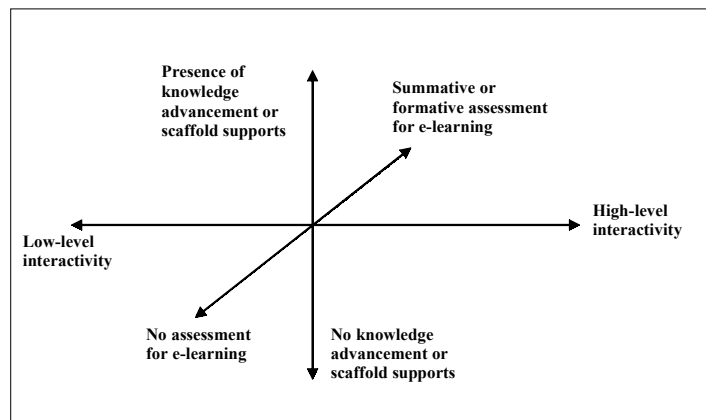 Presence of
knowledge
advancement or
scaffold supports
Summative or
formative assessment
for e-learning
High-level
interactivity
Low-level
interactivity
No assessment
for e-learning
No knowledge
advancement or
scaffold supports